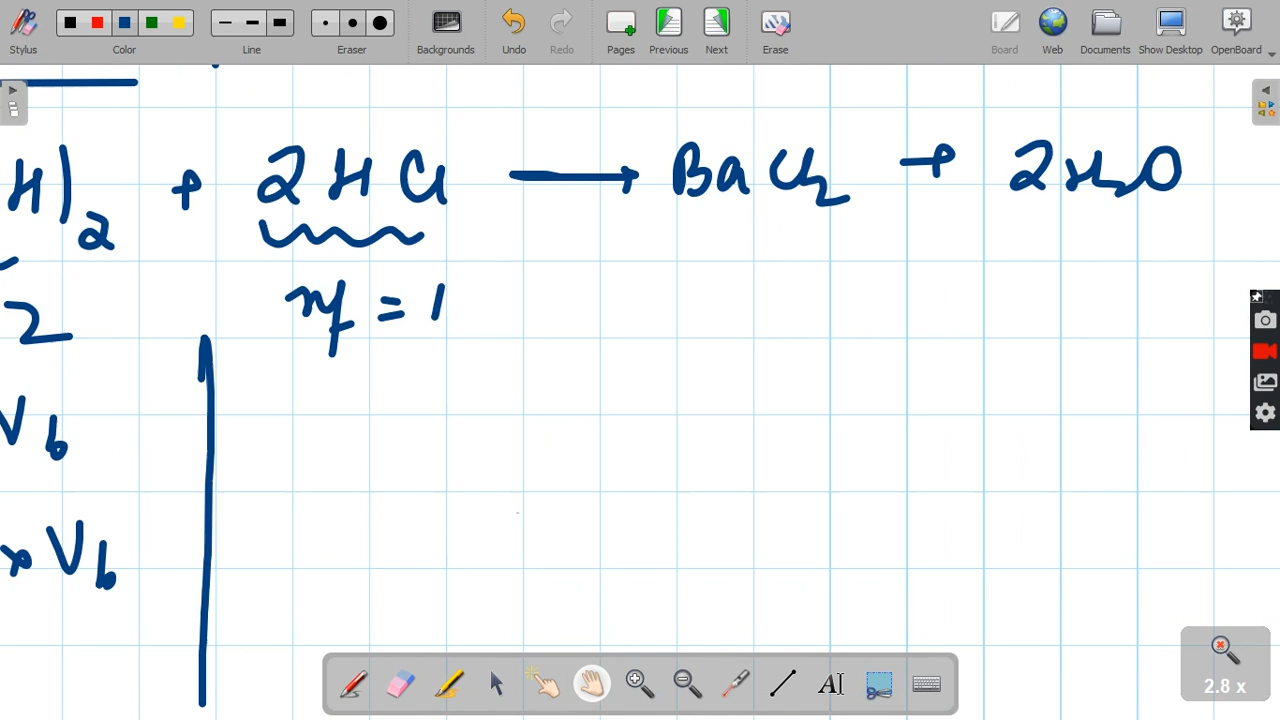 Stylus Color Line Eraser Backgrounds Undo Redo Pages Previous Next Erase Board Web Documents Show Desktop OpenBoard
H)2 + 2HCl → BaCl2 + 2H2O
2 nf = 1
Vb
× Vb
2.8 x